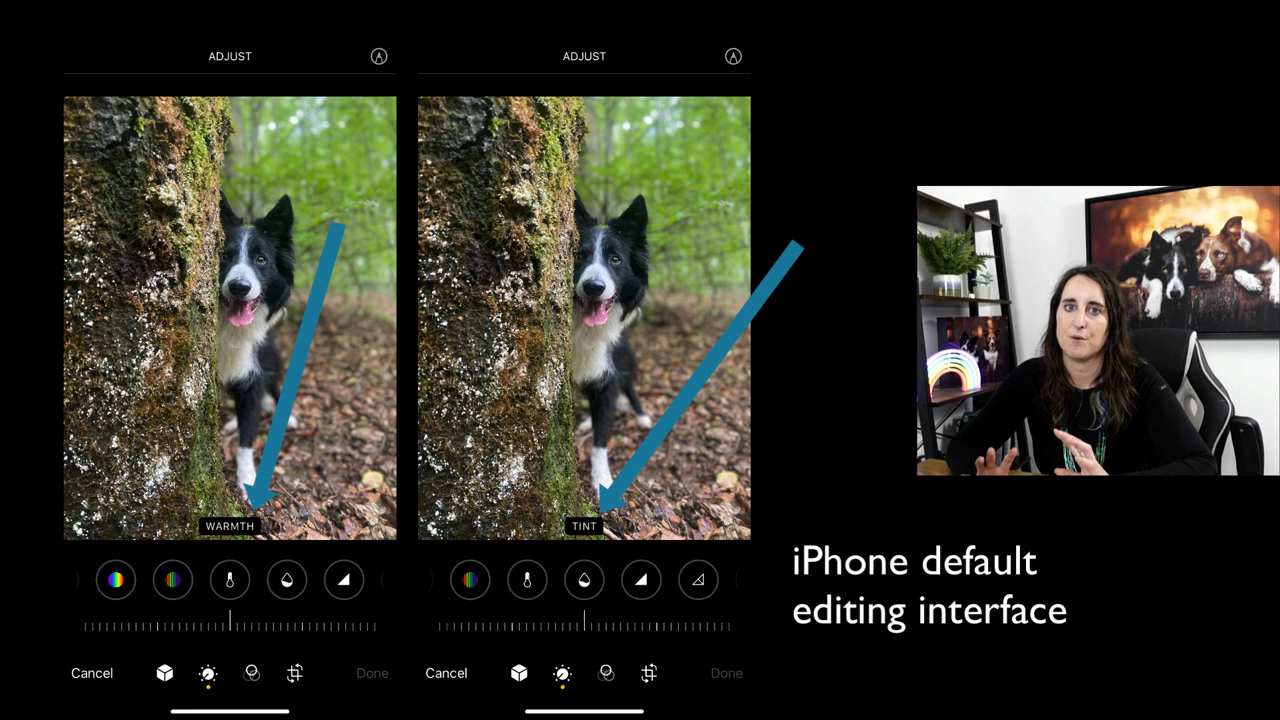 ADJUST
WARMTH
Cancel
Done
ADJUST
TINT
Cancel
Done
iPhone default
editing interface